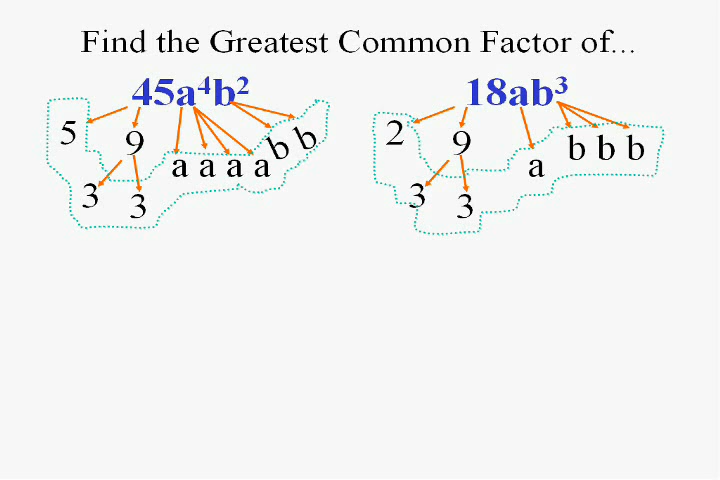 Find the Greatest Common Factor of...
45a⁴b² 18ab³
5 9 a a a a b b 2 9 a b b b
3 3 3 3